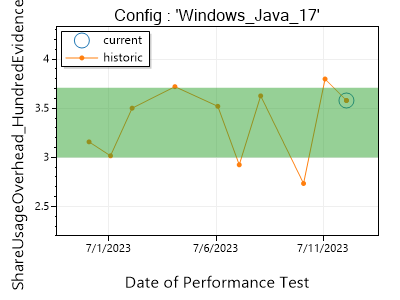 Config : 'Windows_Java_17'
current
historic
ShareUsageOverhead_HundredEvidence
4
3.5
3
2.5
7/1/2023
7/6/2023
7/11/2023
Date of Performance Test